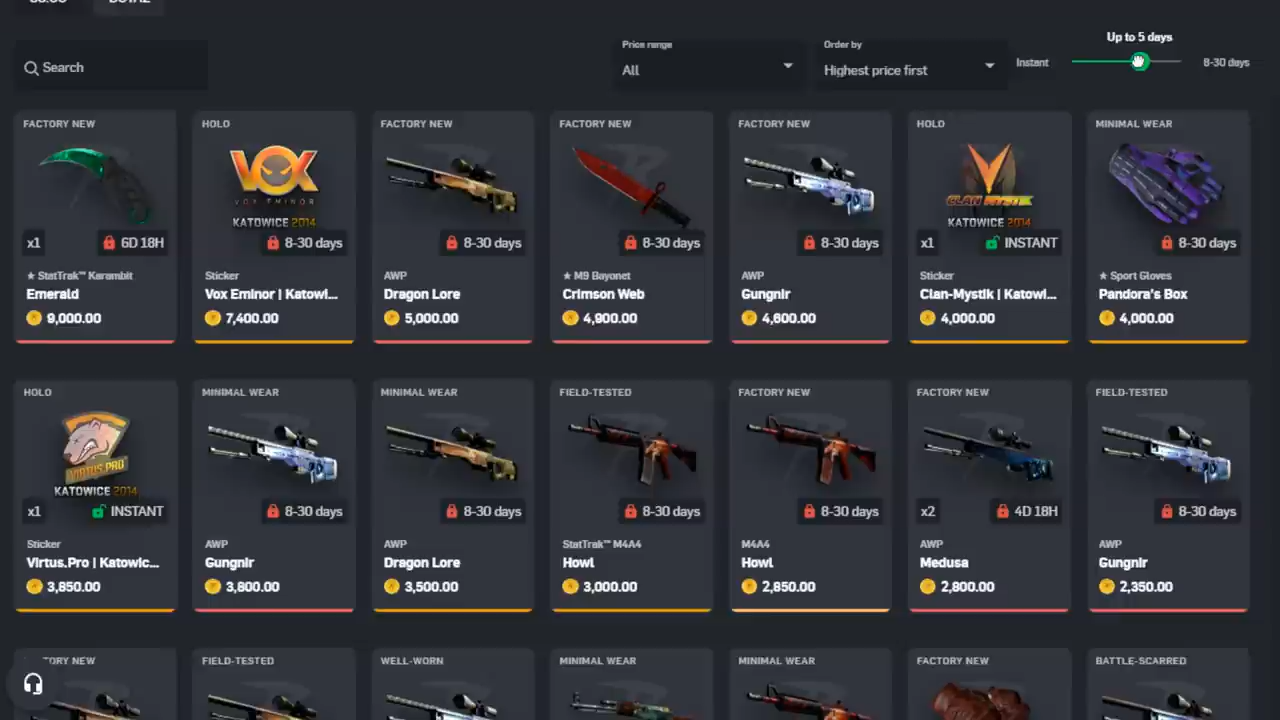 Up to 5 days
Search
Price range
All
Order by
Highest price first
Instant
8-30 days
FACTORY NEW
x1
6D 18H
★ StatTrak™ Karambit
Emerald
9,000.00
HOLO
VOX
VOX EMINOR
KATOWICE 2014
8-30 days
Sticker
Vox Eminor | Katowi...
7,400.00
FACTORY NEW
8-30 days
AWP
Dragon Lore
5,000.00
FACTORY NEW
8-30 days
★ M9 Bayonet
Crimson Web
4,900.00
FACTORY NEW
8-30 days
AWP
Gungnir
4,600.00
HOLO
CLAN MYSTIK
KATOWICE 2014
x1
INSTANT
Sticker
Clan-Mystik | Katowi...
4,000.00
MINIMAL WEAR
8-30 days
★ Sport Gloves
Pandora's Box
4,000.00
HOLO
VIRTUS.PRO
KATOWICE 2014
x1
INSTANT
Sticker
Virtus.Pro | Katowic...
3,850.00
MINIMAL WEAR
8-30 days
AWP
Gungnir
3,800.00
MINIMAL WEAR
8-30 days
AWP
Dragon Lore
3,500.00
FIELD-TESTED
8-30 days
StatTrak™ M4A4
Howl
3,000.00
FACTORY NEW
8-30 days
M4A4
Howl
2,850.00
FACTORY NEW
x2
4D 18H
AWP
Medusa
2,800.00
FIELD-TESTED
8-30 days
AWP
Gungnir
2,350.00
TORY NEW
FIELD-TESTED
WELL-WORN
MINIMAL WEAR
MINIMAL WEAR
FACTORY NEW
BATTLE-SCARRED